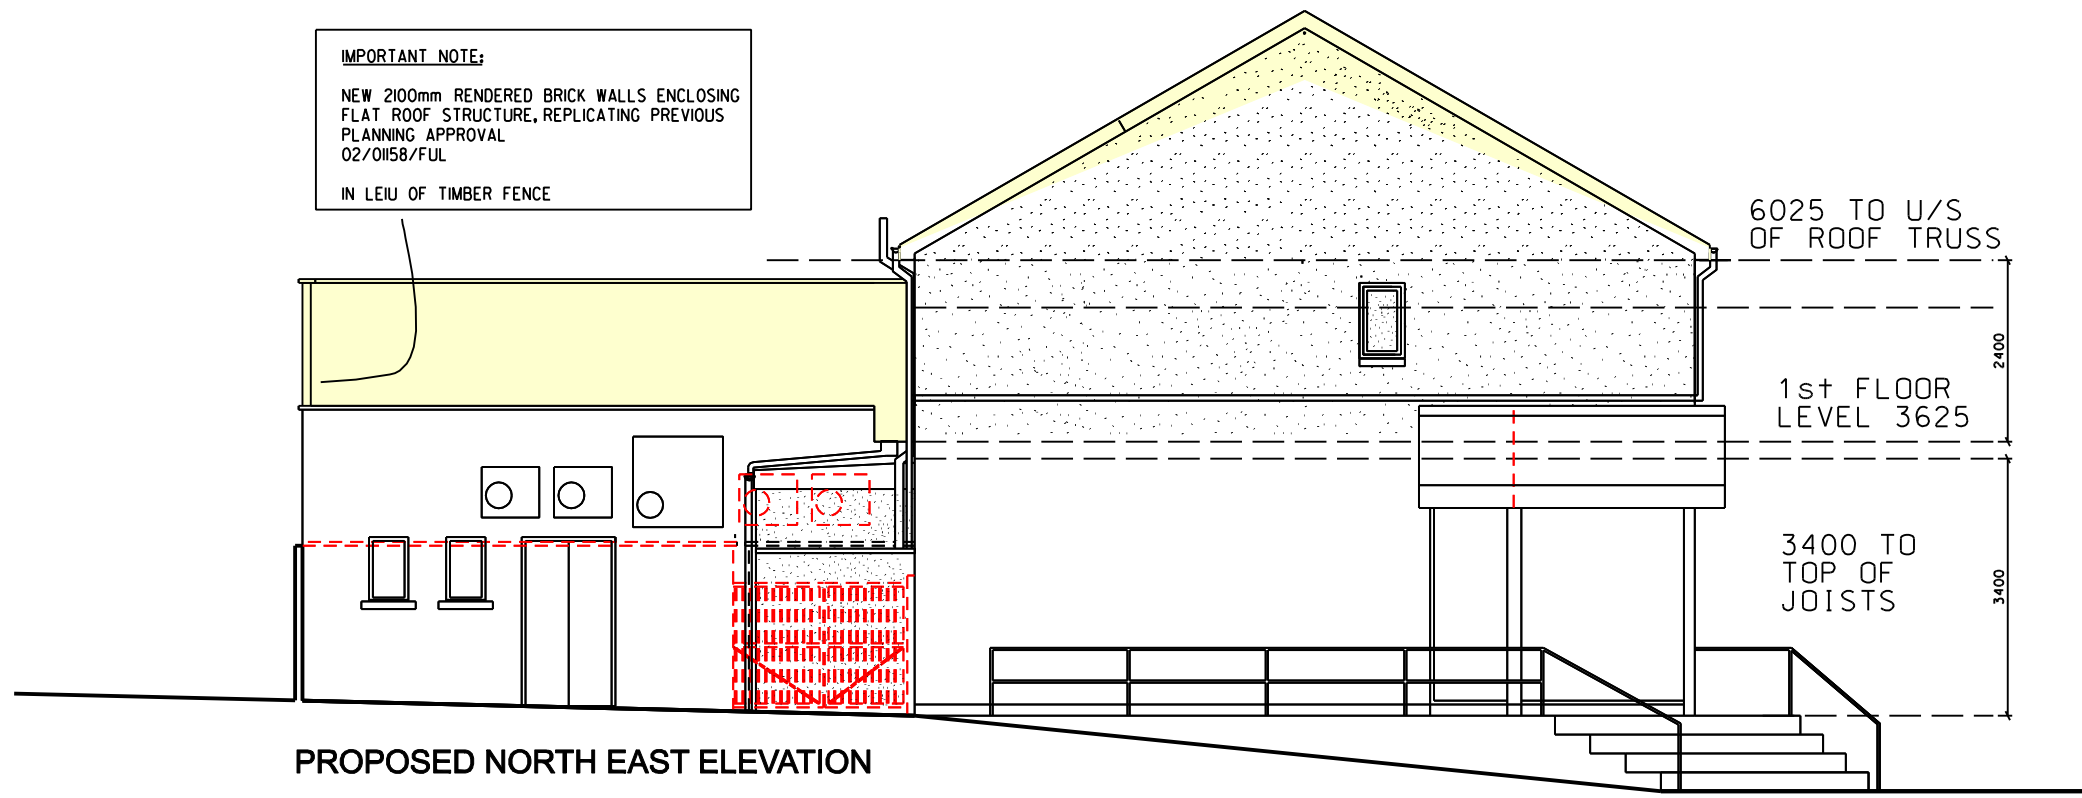 IMPORTANT NOTE:
NEW 2100mm RENDERED BRICK WALLS ENCLOSING
FLAT ROOF STRUCTURE, REPLICATING PREVIOUS
PLANNING APPROVAL
02/01158/FUL
IN LEIU OF TIMBER FENCE
6025 TO U/S
OF ROOF TRUSS
2400
1st FLOOR
LEVEL 3625
3400 TO
TOP OF
JOISTS
3400
PROPOSED NORTH EAST ELEVATION